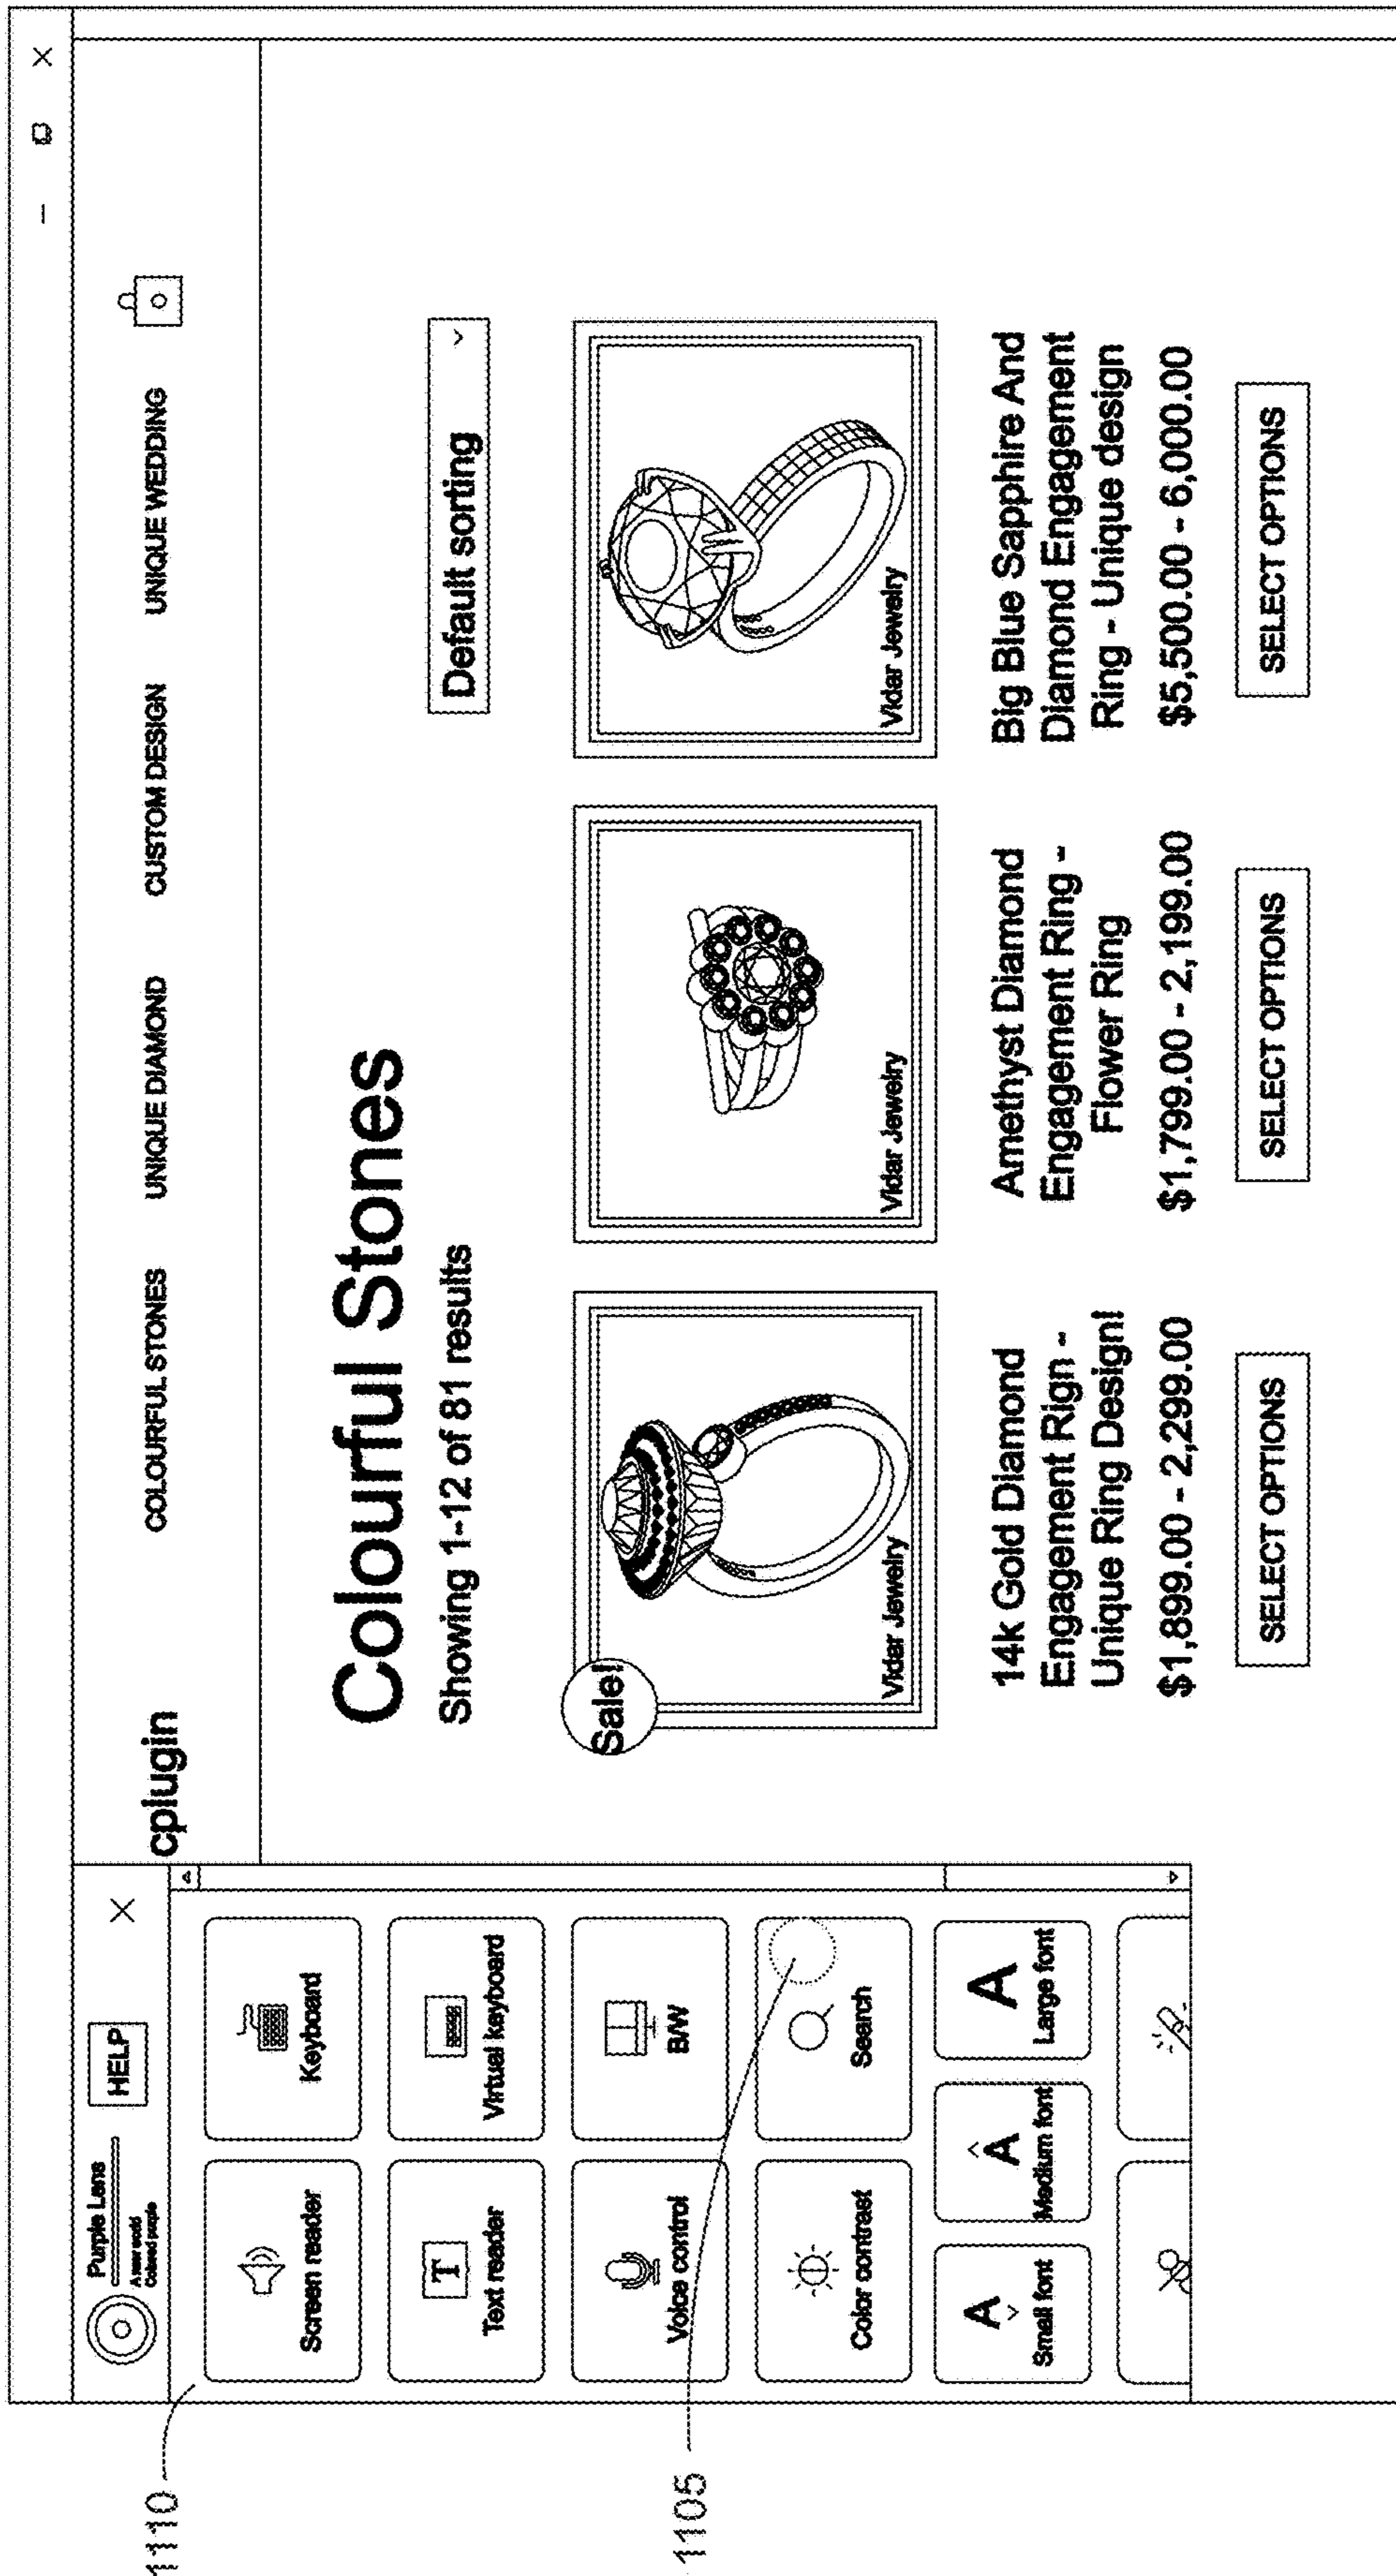 1110
1105
Purple Lens
A new world
Colored purple
HELP
Screen reader
Keyboard
T
Text reader
Virtual keyboard
Voice control
B/W
Color contrast
Search
A
Small font
A
Medium font
A
Large font
cplugin
COLOURFUL STONES
UNIQUE DIAMOND
CUSTOM DESIGN
UNIQUE WEDDING
Colourful Stones
Showing 1-12 of 81 results
Default sorting
Sale!
Vidar Jewelry
14k Gold Diamond
Engagement Rign -
Unique Ring Design!
$1,899.00 - 2,299.00
SELECT OPTIONS
Vidar Jewelry
Amethyst Diamond
Engagement Ring -
Flower Ring
$1,799.00 - 2,199.00
SELECT OPTIONS
Vidar Jewelry
Big Blue Sapphire And
Diamond Engagement
Ring - Unique design
$5,500.00 - 6,000.00
SELECT OPTIONS